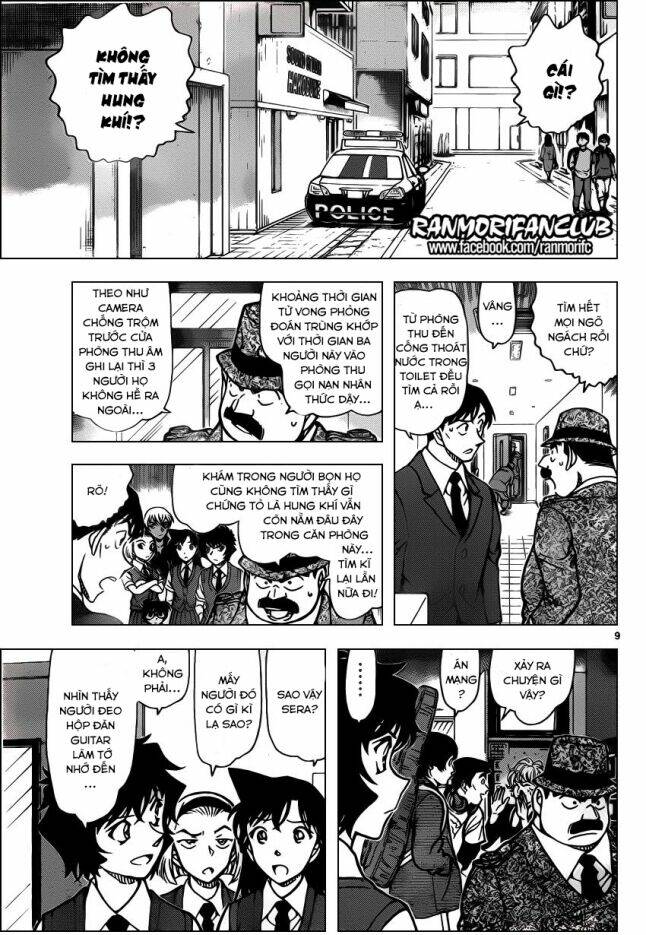 CÁI
GÌ!?
KHÔNG
TÌM THẤY
HUNG
KHÍ!?
POLICE
RANMORIFANCLUB
www.facebook.com/ranmorifc
TÌM HẾT
MỌI NGÕ
NGÁCH RỒI
CHỨ?
VÂNG
...
TỪ PHÒNG
THU ĐẾN
CỐNG THOÁT
NƯỚC TRONG
TOILET ĐỀU
TÌM CẢ RỒI
Ạ...
KHOẢNG THỜI GIAN
TỬ VONG PHỎNG
ĐOÁN TRÙNG KHỚP
VỚI THỜI GIAN BA
NGƯỜI NÀY VÀO
PHÒNG THU
GỌI NẠN NHÂN
THỨC DẬY...
THEO NHƯ
CAMERA
CHỐNG TRỘM
TRƯỚC CỬA
PHÒNG THU ÂM
GHI LẠI THÌ 3
NGƯỜI HỌ
KHÔNG HỀ RA
NGOÀI...
KHÁM TRONG NGƯỜI BỌN HỌ
CŨNG KHÔNG TÌM THẤY GÌ
CHỨNG TỎ LÀ HUNG KHÍ VẪN
CÒN NẰM ĐÂU ĐÂY
TRONG CĂN PHÒNG
NÀY...
TÌM KĨ
LẠI LẦN
NỮA ĐI!
RÕ!
9
XẢY RA
CHUYỆN GÌ
VẬY?
ÁN
MẠNG
?
......
SAO VẬY
SERA?
MẤY
NGƯỜI ĐÓ
CÓ GÌ KÌ
LẠ SAO?
A,
KHÔNG
PHẢI...
NHÌN THẤY
NGƯỜI ĐEO
HỘP ĐÀN
GUITAR
LÀM TỚ
NHỚ ĐẾN
...